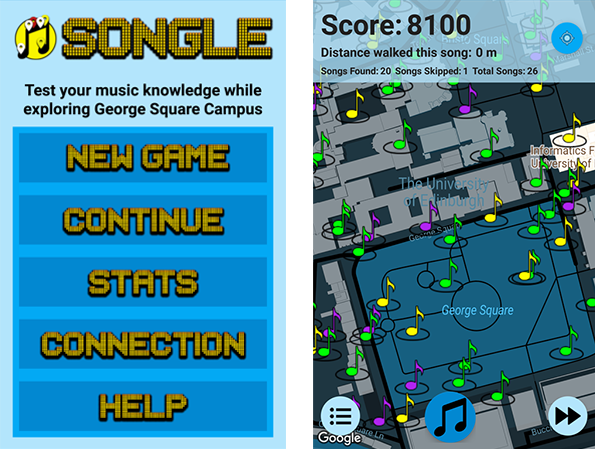 SONGLE
Test your music knowledge while
exploring George Square Campus
NEW GAME
CONTINUE
STATS
CONNECTION
HELP
Score: 8100
Distance walked this song: 0 m
Songs Found: 20 Songs Skipped: 1 Total Songs: 26
Informatics F
University of
The University
of Edinburgh
George Squa
George Square
Google